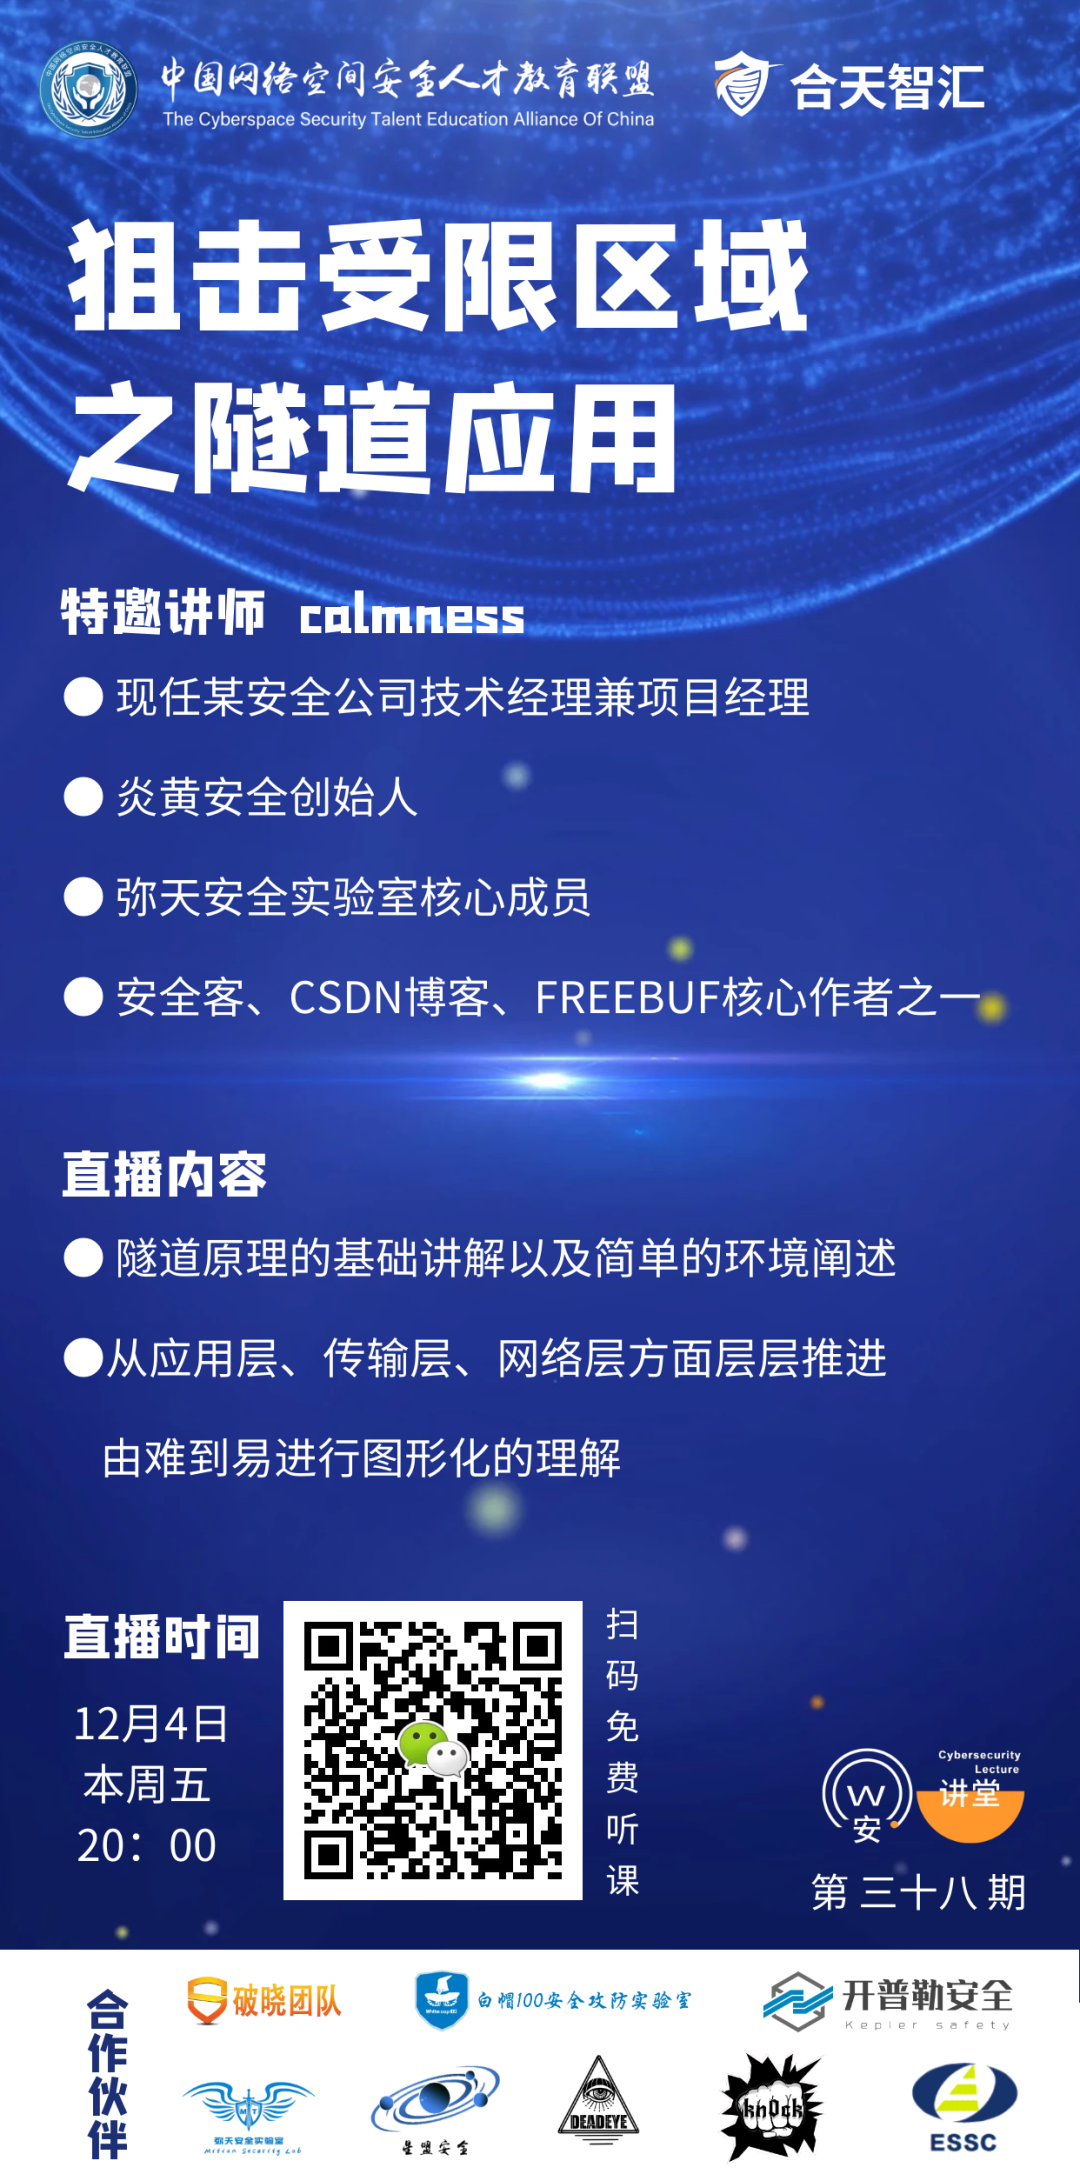 中国网络空间安全人才教育联盟
The Cyberspace Security Talent Education Alliance Of China
合天智汇
狙击受限区域
之隧道应用
特邀讲师 calmness
● 现任某安全公司技术经理兼项目经理
● 炎黄安全创始人
● 弥天安全实验室核心成员
● 安全客、CSDN博客、FREEBUF核心作者之一
直播内容
● 隧道原理的基础讲解以及简单的环境阐述
●从应用层、传输层、网络层方面层层推进
由难到易进行图形化的理解
直播时间
12月4日
本周五
20：00
扫码免费听课
Cybersecurity
Lecture
W安
讲堂
第 三十八 期
合作伙伴
破晓团队
白帽100安全攻防实验室
开普勒安全
Kepler safety
MT
弥天安全实验室
Mitian Security Lab
星盟安全
DEADEYE
kn0ck
ESSC